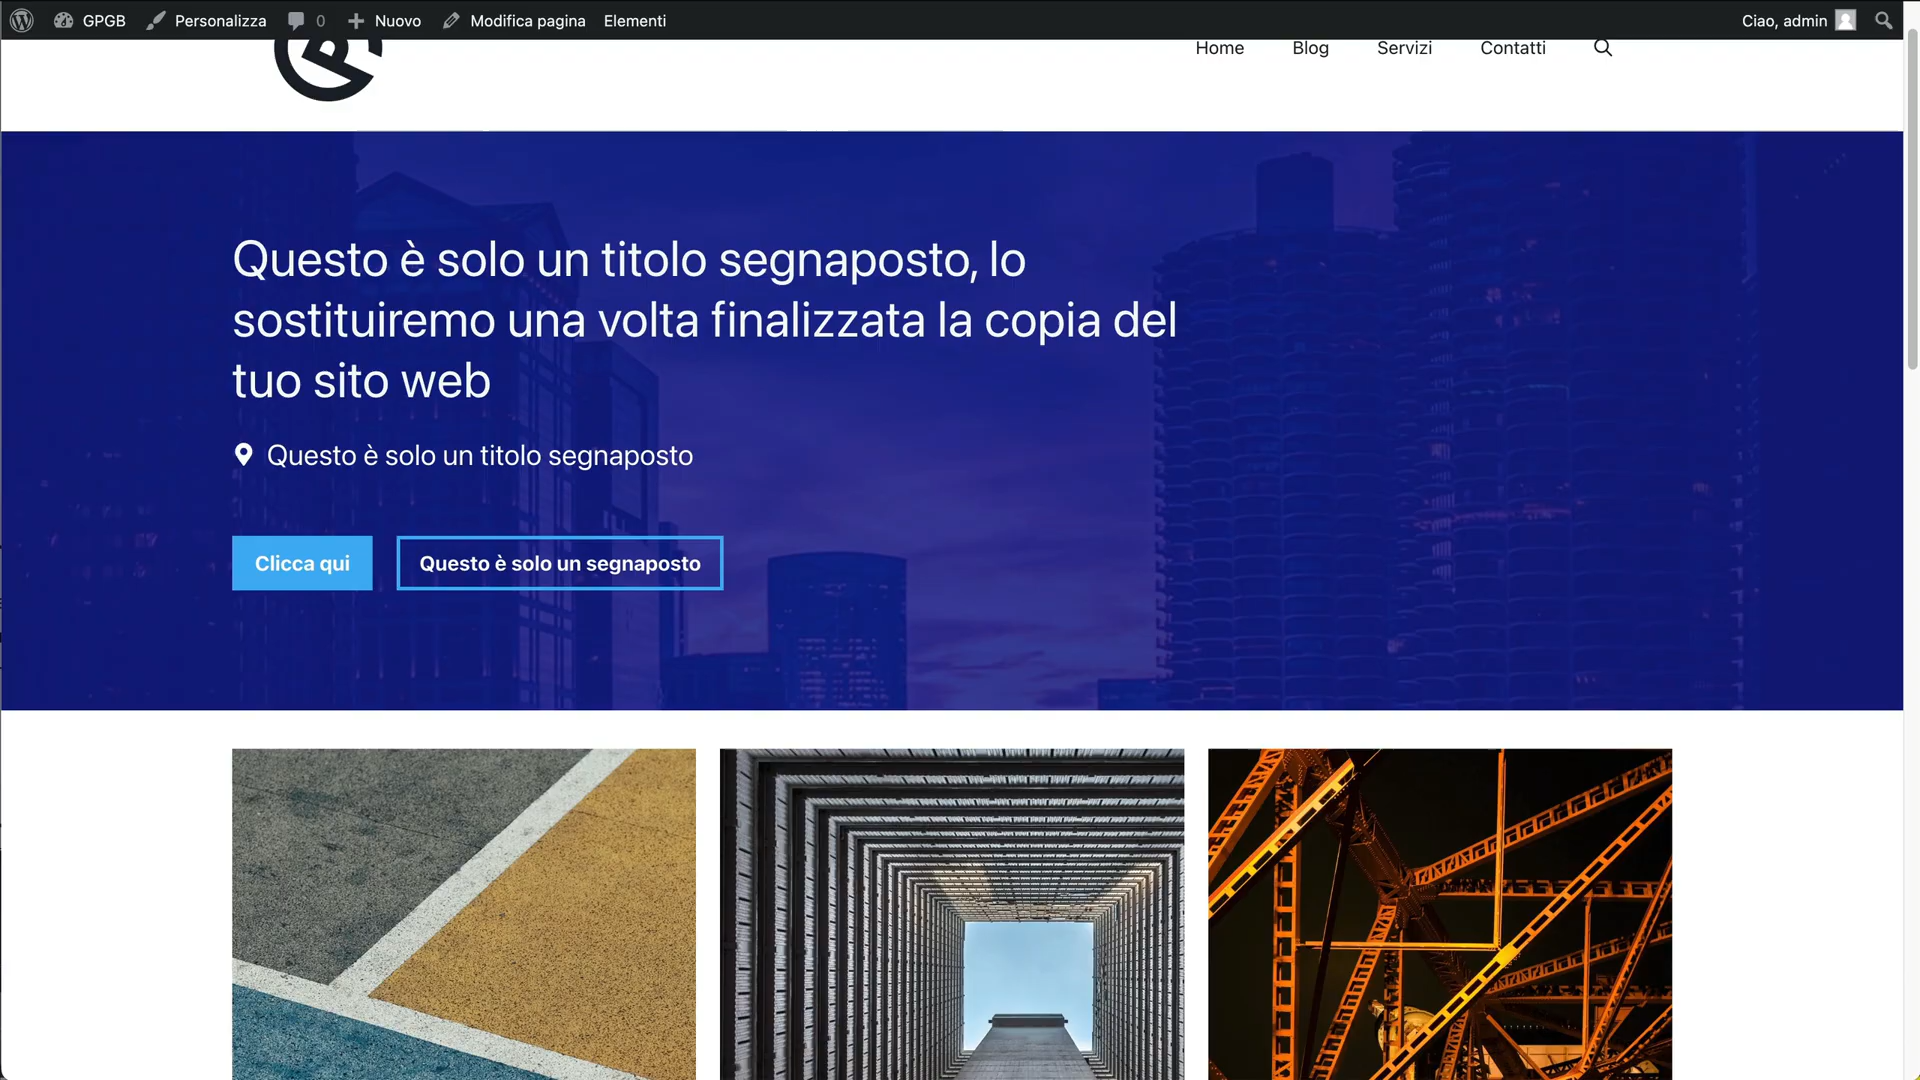 GPGB
Personalizza
0
Nuovo
Modifica pagina
Elementi
Ciao, admin
Home
Blog
Servizi
Contatti
Questo è solo un titolo segnaposto, lo
sostituiremo una volta finalizzata la copia del
tuo sito web
Questo è solo un titolo segnaposto
Clicca qui
Questo è solo un segnaposto